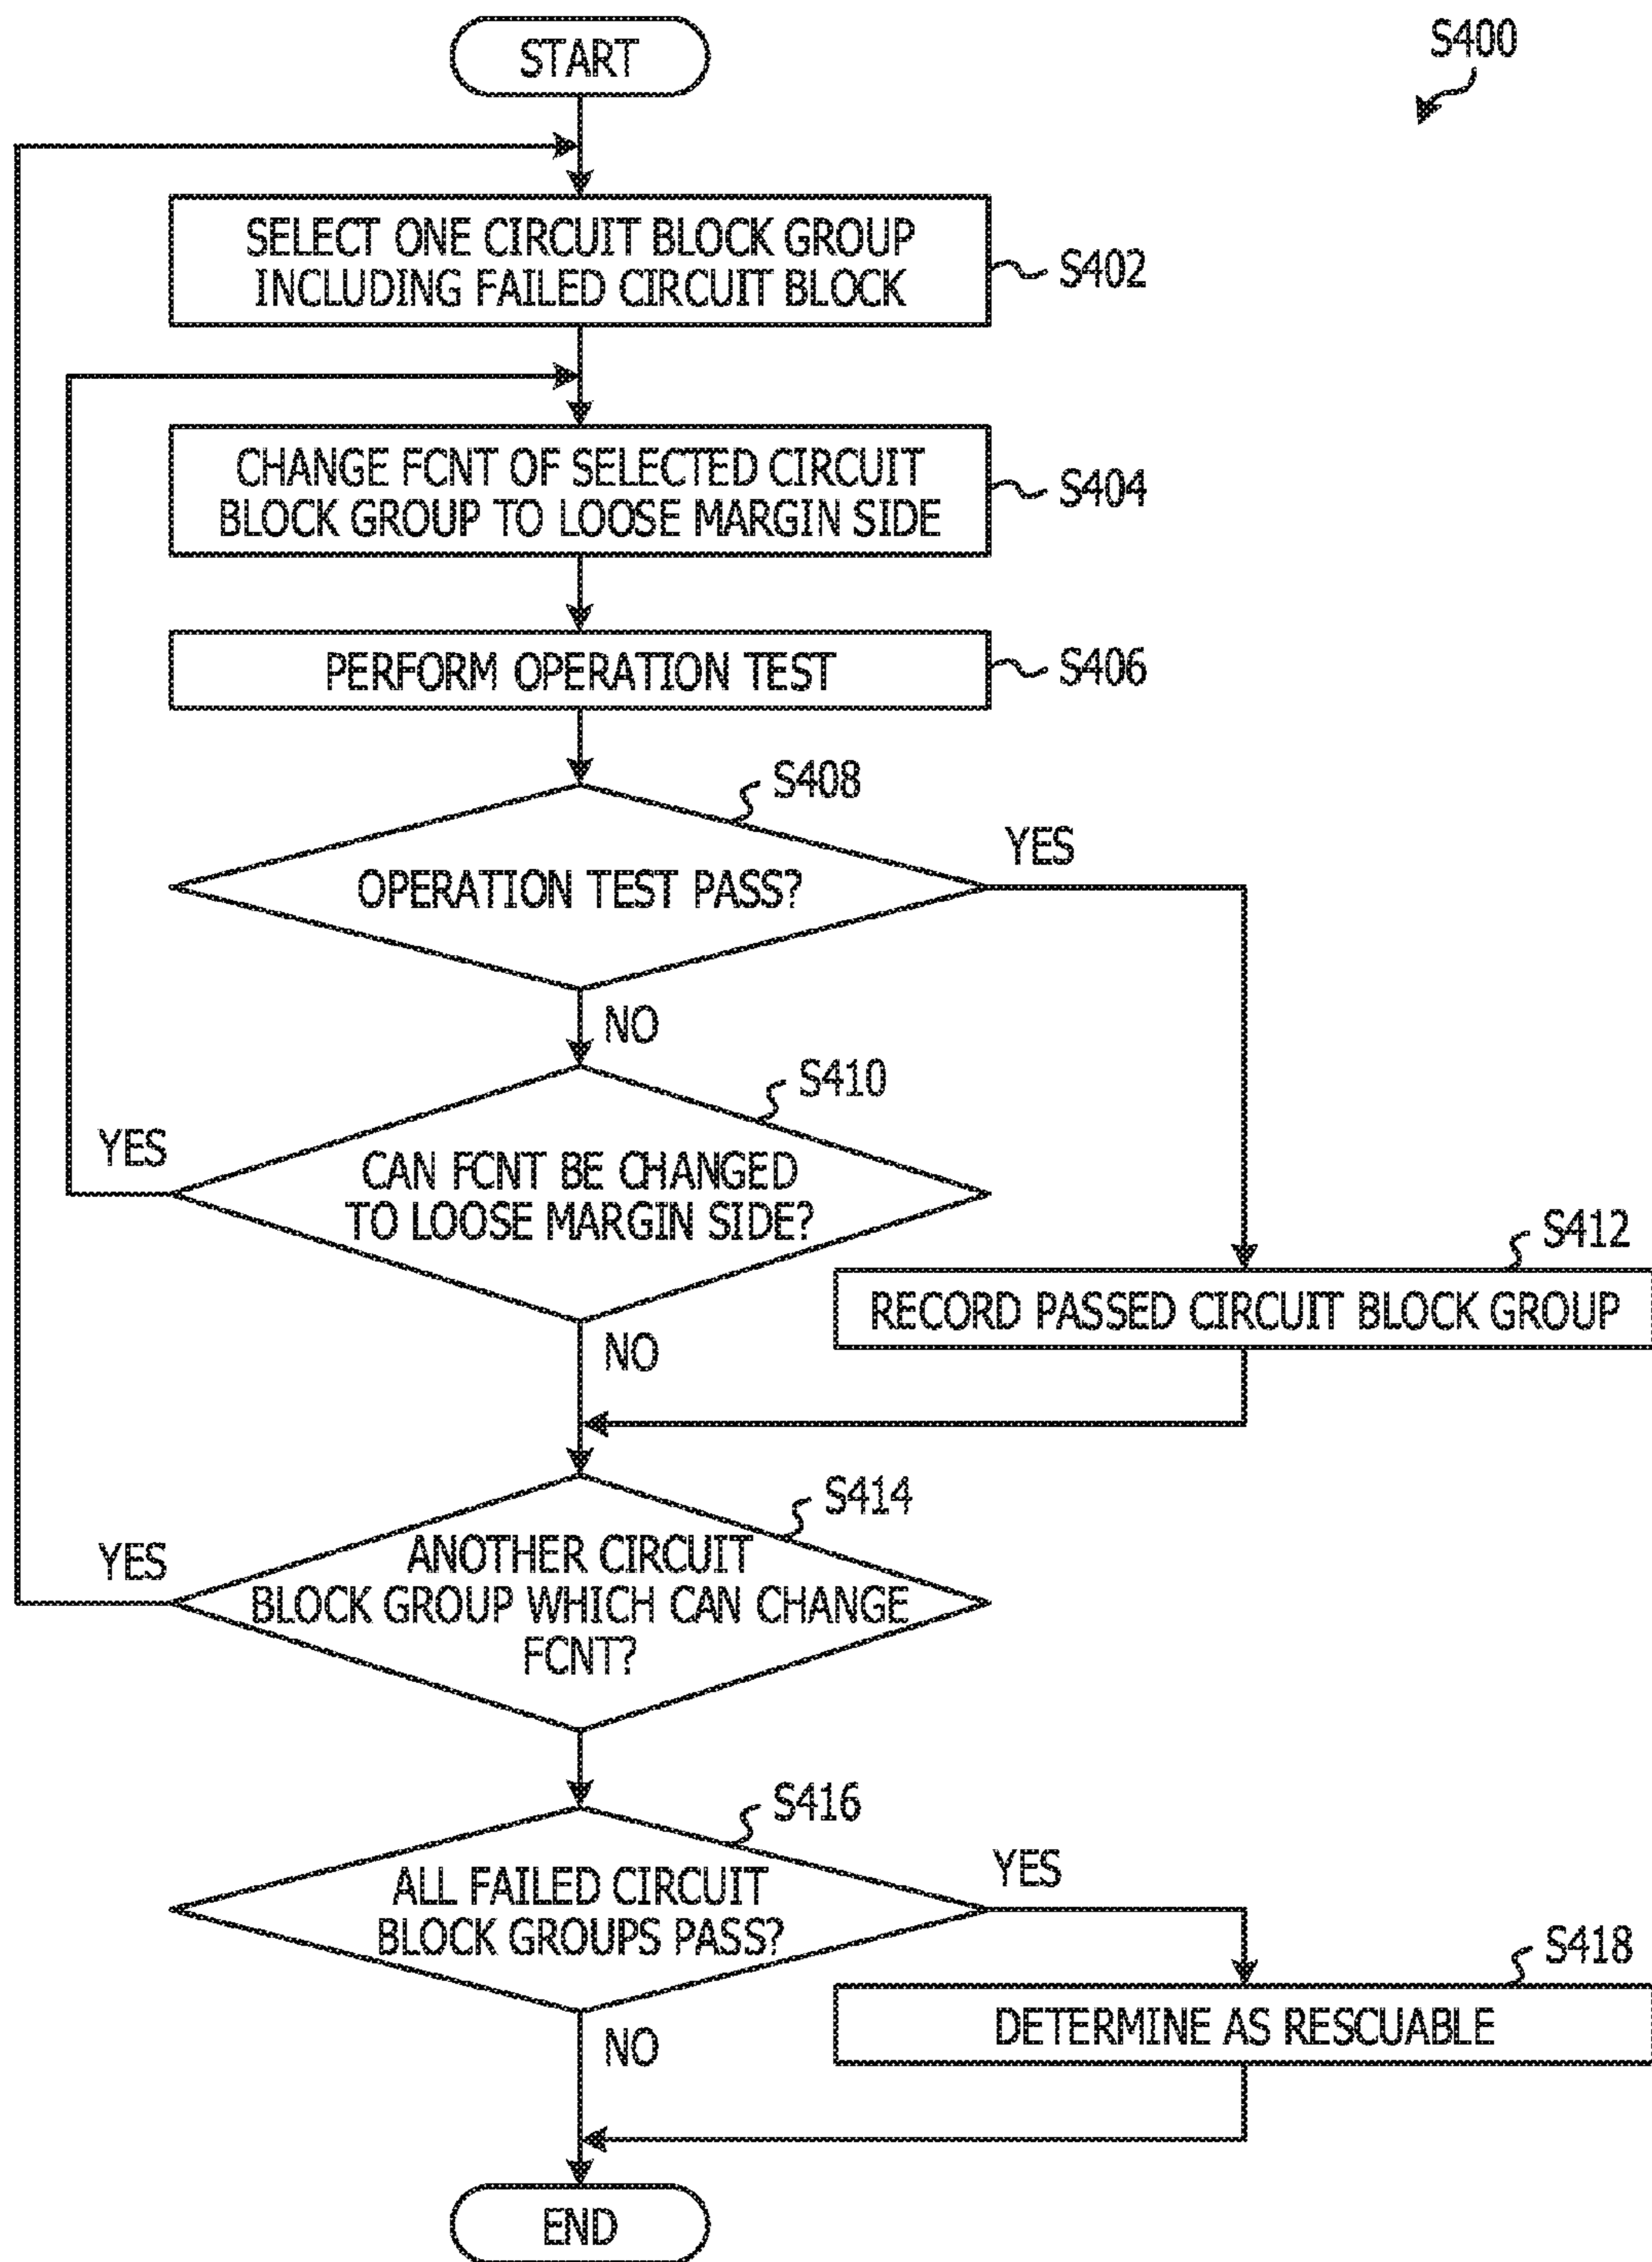 START
S400
SELECT ONE CIRCUIT BLOCK GROUP
INCLUDING FAILED CIRCUIT BLOCK
S402
CHANGE FCNT OF SELECTED CIRCUIT
BLOCK GROUP TO LOOSE MARGIN SIDE
S404
PERFORM OPERATION TEST
S406
S408
OPERATION TEST PASS?
YES
NO
S410
YES
CAN FCNT BE CHANGED
TO LOOSE MARGIN SIDE?
NO
S412
RECORD PASSED CIRCUIT BLOCK GROUP
S414
YES
ANOTHER CIRCUIT
BLOCK GROUP WHICH CAN CHANGE
FCNT?
S416
ALL FAILED CIRCUIT
BLOCK GROUPS PASS?
YES
NO
S418
DETERMINE AS RESCUABLE
END